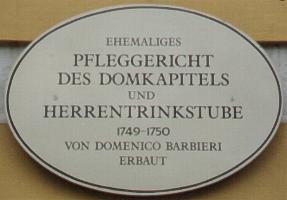 EHEMALIGES
PFLEGGERICHT
DES DOMKAPITELS
UND
HERRENTRINKSTUBE
1749-1750
VON DOMENICO BARBIERI
ERBAUT